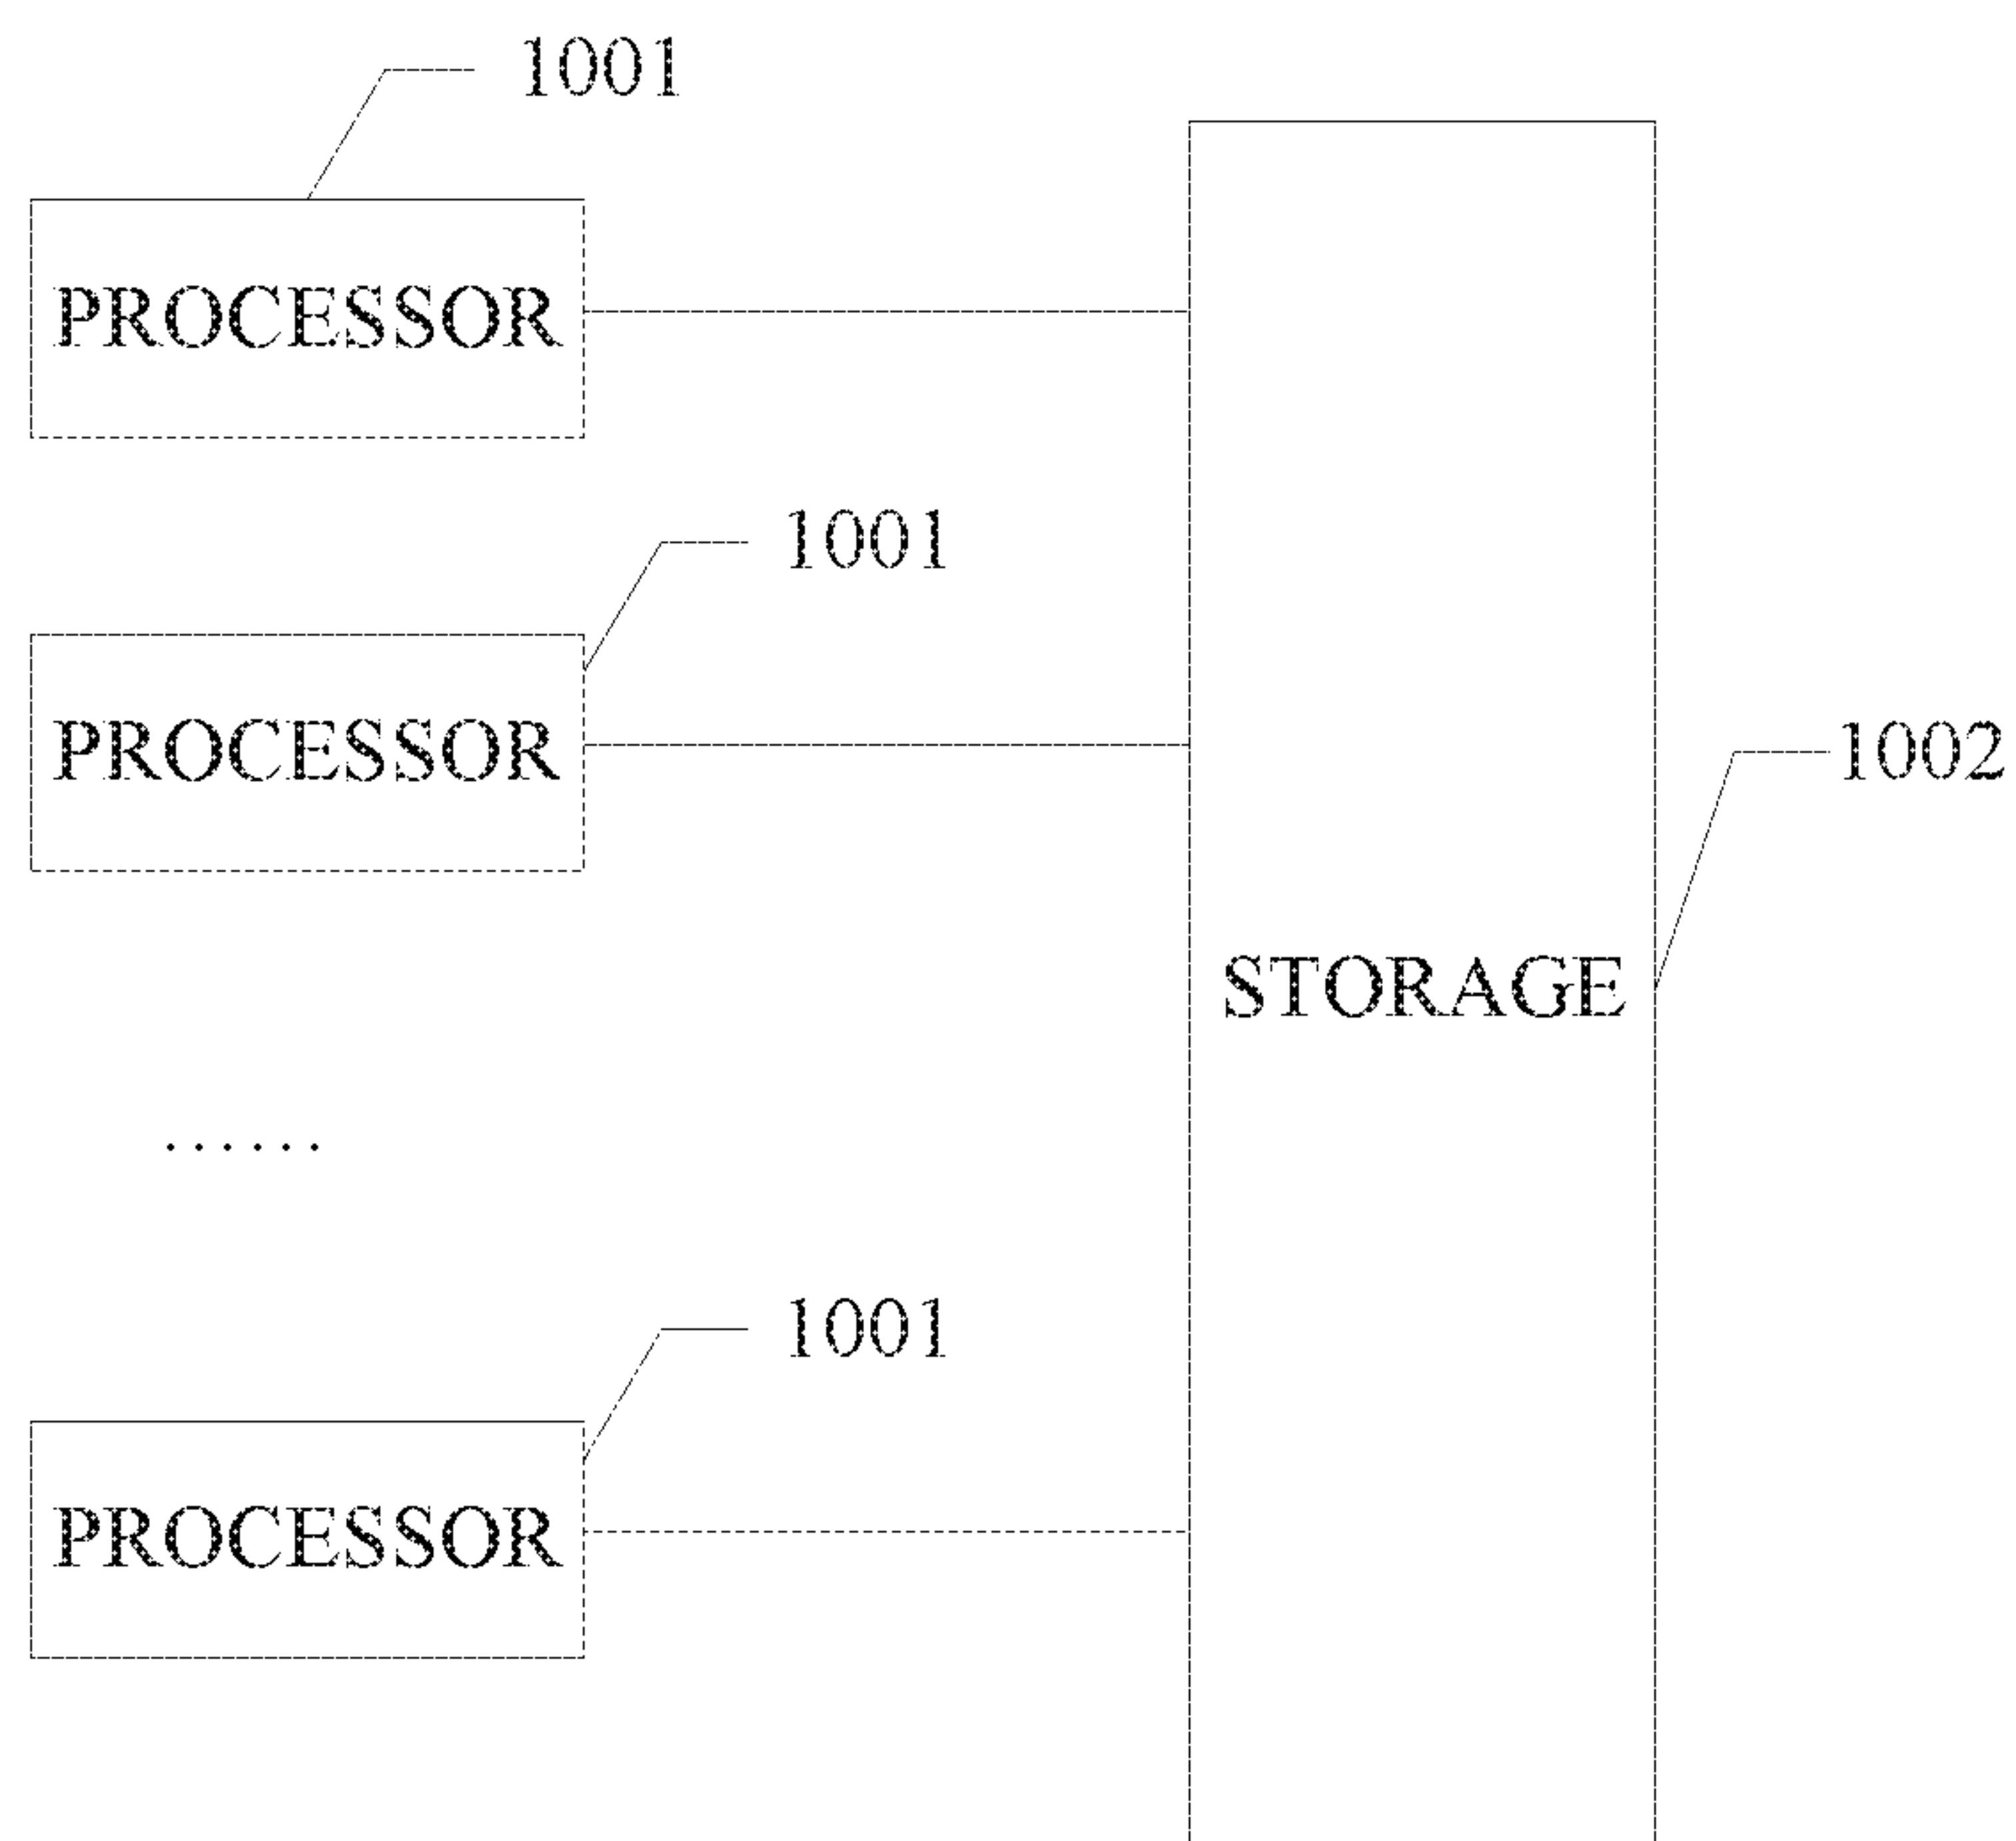 1001
PROCESSOR
1001
PROCESSOR
1002
STORAGE
......
1001
PROCESSOR